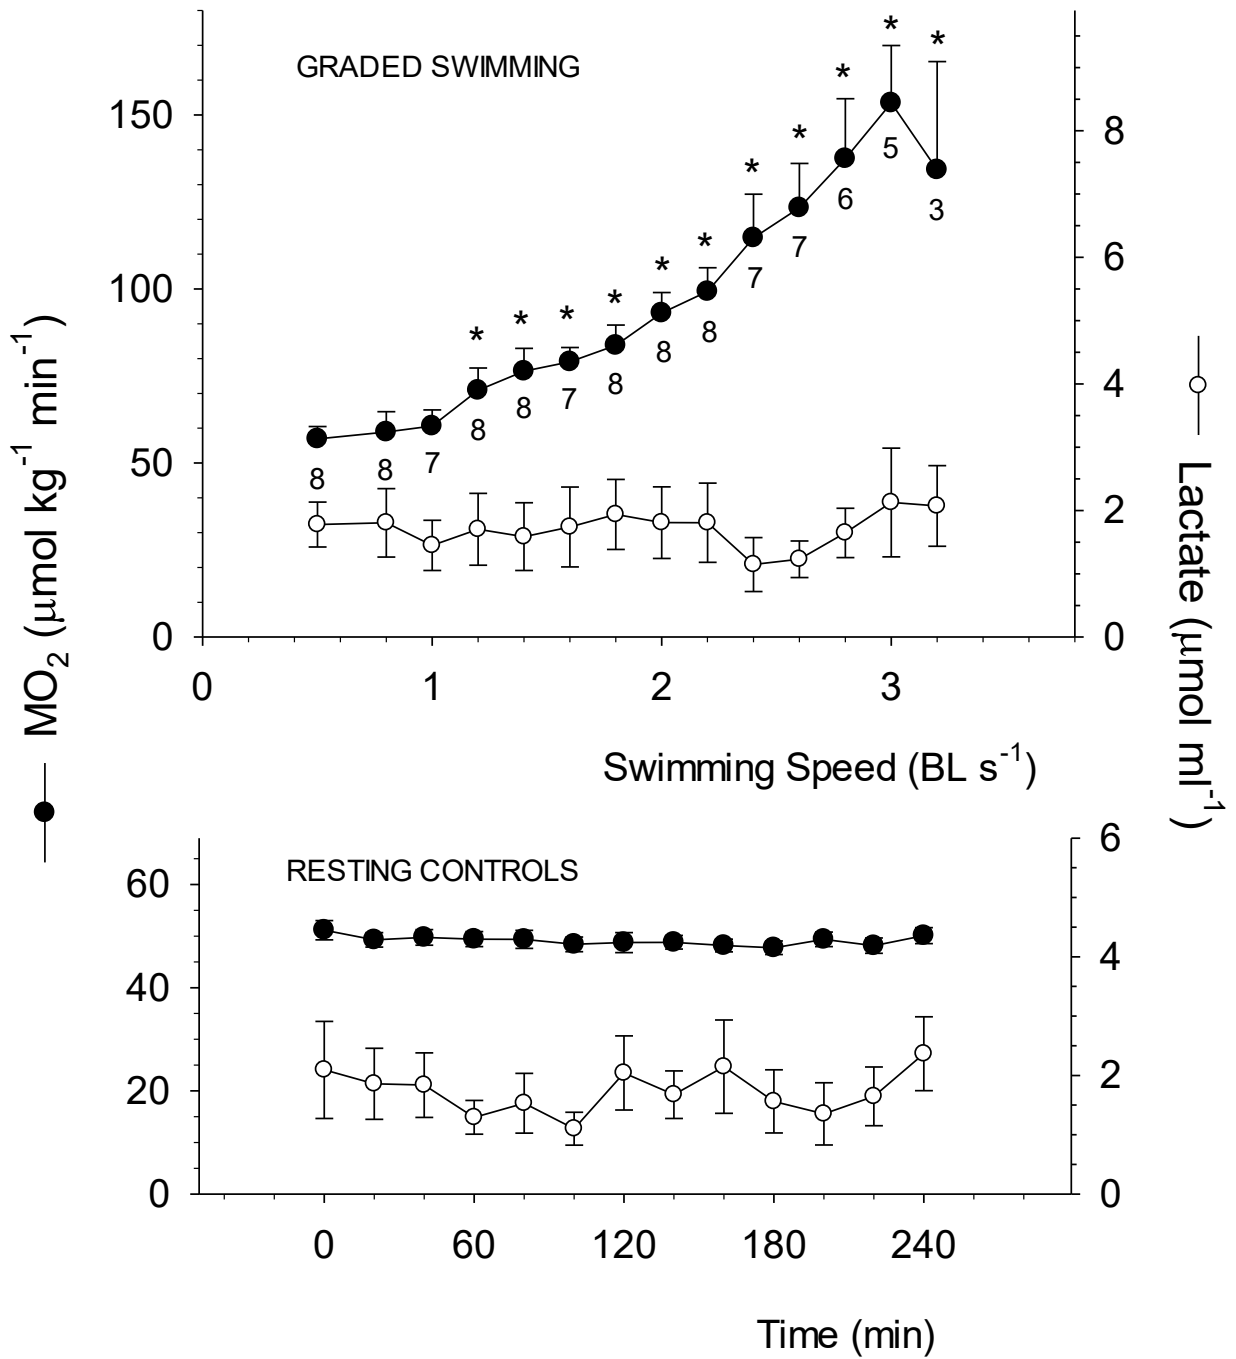 GRADED SWIMMING
150
100
50
0
8
6
4
2
0
* * * * * * * * * * *
8 8 7 8 8 7 8 8 8 7 7 6 5 3
0 1 2 3
Swimming Speed (BL s-1)
MO2 (μmol kg-1 min-1)
Lactate (μmol ml-1)
RESTING CONTROLS
60
40
20
0
6
4
2
0
0 60 120 180 240
Time (min)